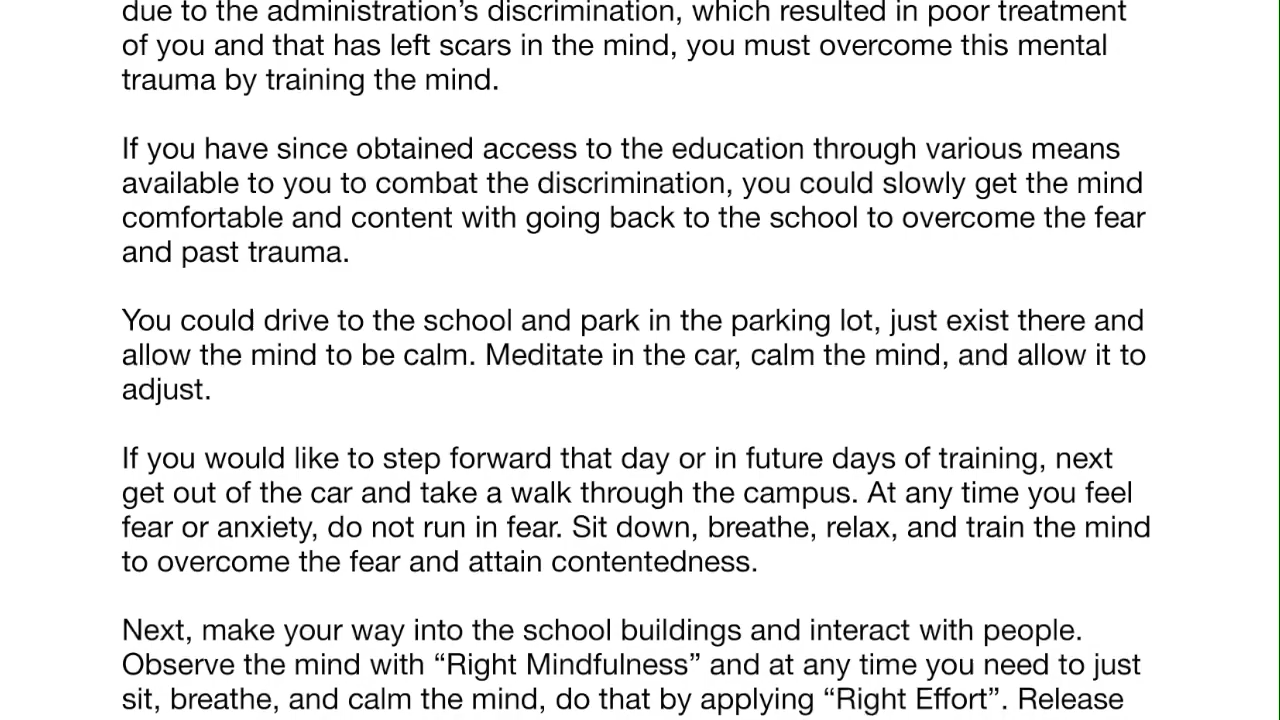 due to the administration’s discrimination, which resulted in poor treatment
of you and that has left scars in the mind, you must overcome this mental
trauma by training the mind.
If you have since obtained access to the education through various means
available to you to combat the discrimination, you could slowly get the mind
comfortable and content with going back to the school to overcome the fear
and past trauma.
You could drive to the school and park in the parking lot, just exist there and
allow the mind to be calm. Meditate in the car, calm the mind, and allow it to
adjust.
If you would like to step forward that day or in future days of training, next
get out of the car and take a walk through the campus. At any time you feel
fear or anxiety, do not run in fear. Sit down, breathe, relax, and train the mind
to overcome the fear and attain contentedness.
Next, make your way into the school buildings and interact with people.
Observe the mind with “Right Mindfulness” and at any time you need to just
sit, breathe, and calm the mind, do that by applying “Right Effort”. Release